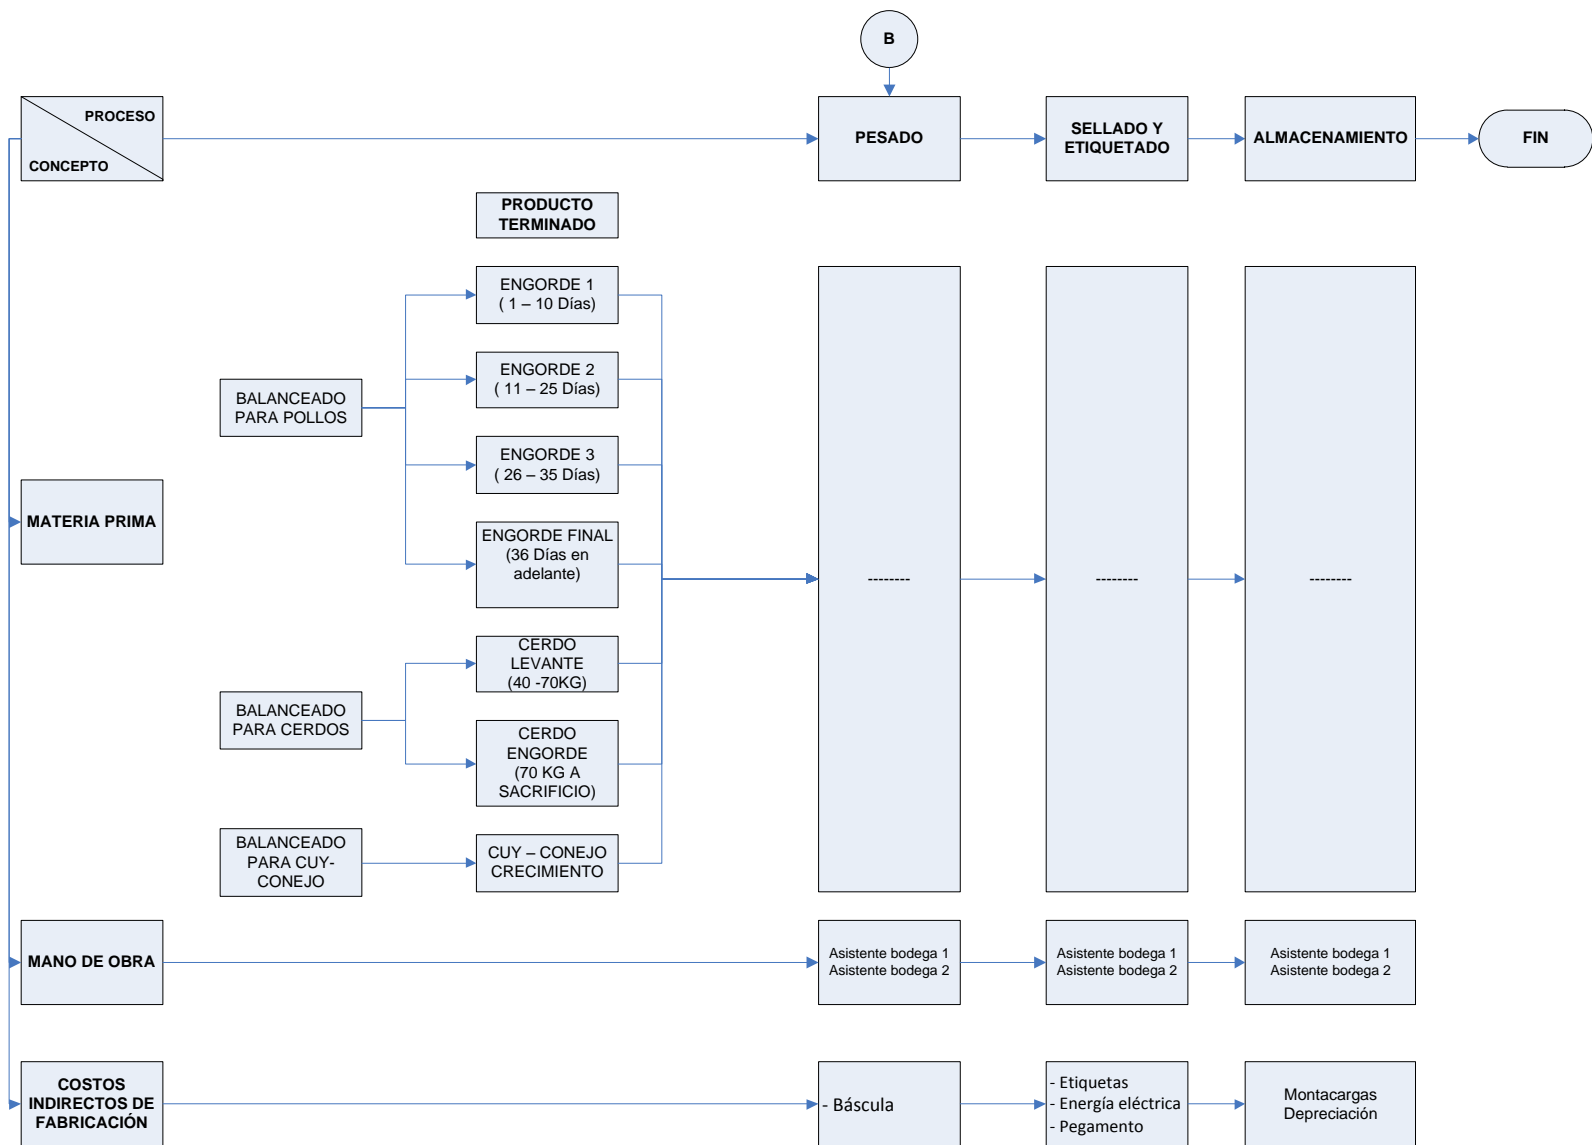 B
PROCESO
CONCEPTO
PESADO
SELLADO Y
ETIQUETADO
ALMACENAMIENTO
FIN
PRODUCTO
TERMINADO
MATERIA PRIMA
BALANCEADO
PARA POLLOS
ENGORDE 1
( 1 – 10 Días)
ENGORDE 2
( 11 – 25 Días)
ENGORDE 3
( 26 – 35 Días)
ENGORDE FINAL
(36 Días en
adelante)
BALANCEADO
PARA CERDOS
CERDO
LEVANTE
(40 -70KG)
CERDO
ENGORDE
(70 KG A
SACRIFICIO)
BALANCEADO
PARA CUY-
CONEJO
CUY – CONEJO
CRECIMIENTO
--------
--------
--------
MANO DE OBRA
Asistente bodega 1
Asistente bodega 2
Asistente bodega 1
Asistente bodega 2
Asistente bodega 1
Asistente bodega 2
COSTOS
INDIRECTOS DE
FABRICACIÓN
- Báscula
- Etiquetas
- Energía eléctrica
- Pegamento
Montacargas
Depreciación